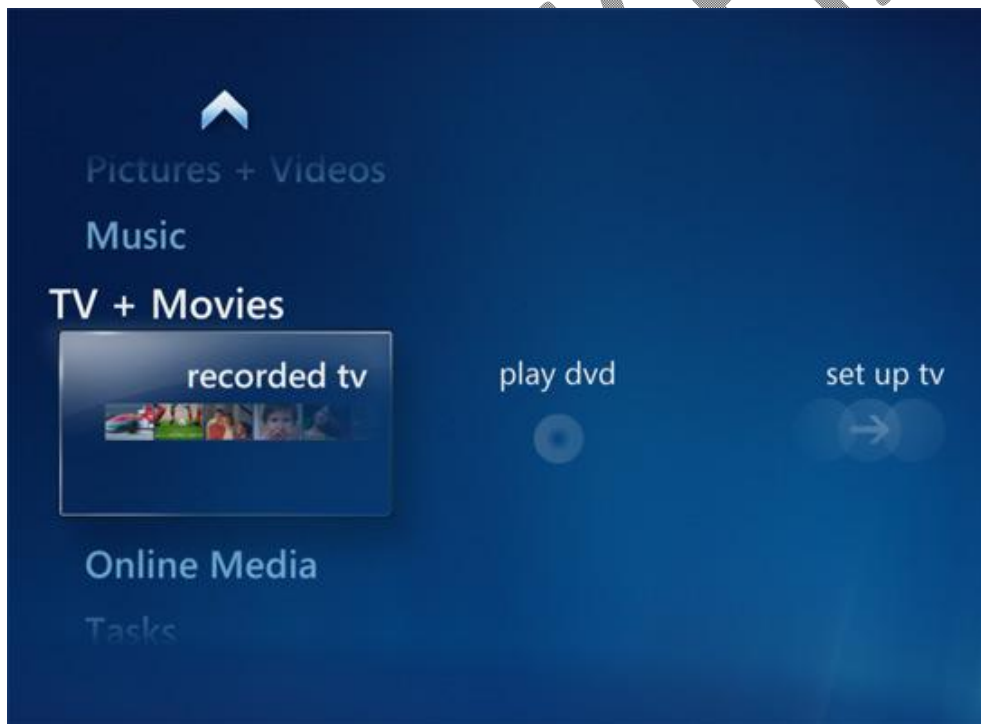 Pictures + Videos
Music
TV + Movies
recorded tv
play dvd
set up tv
Online Media
Tasks